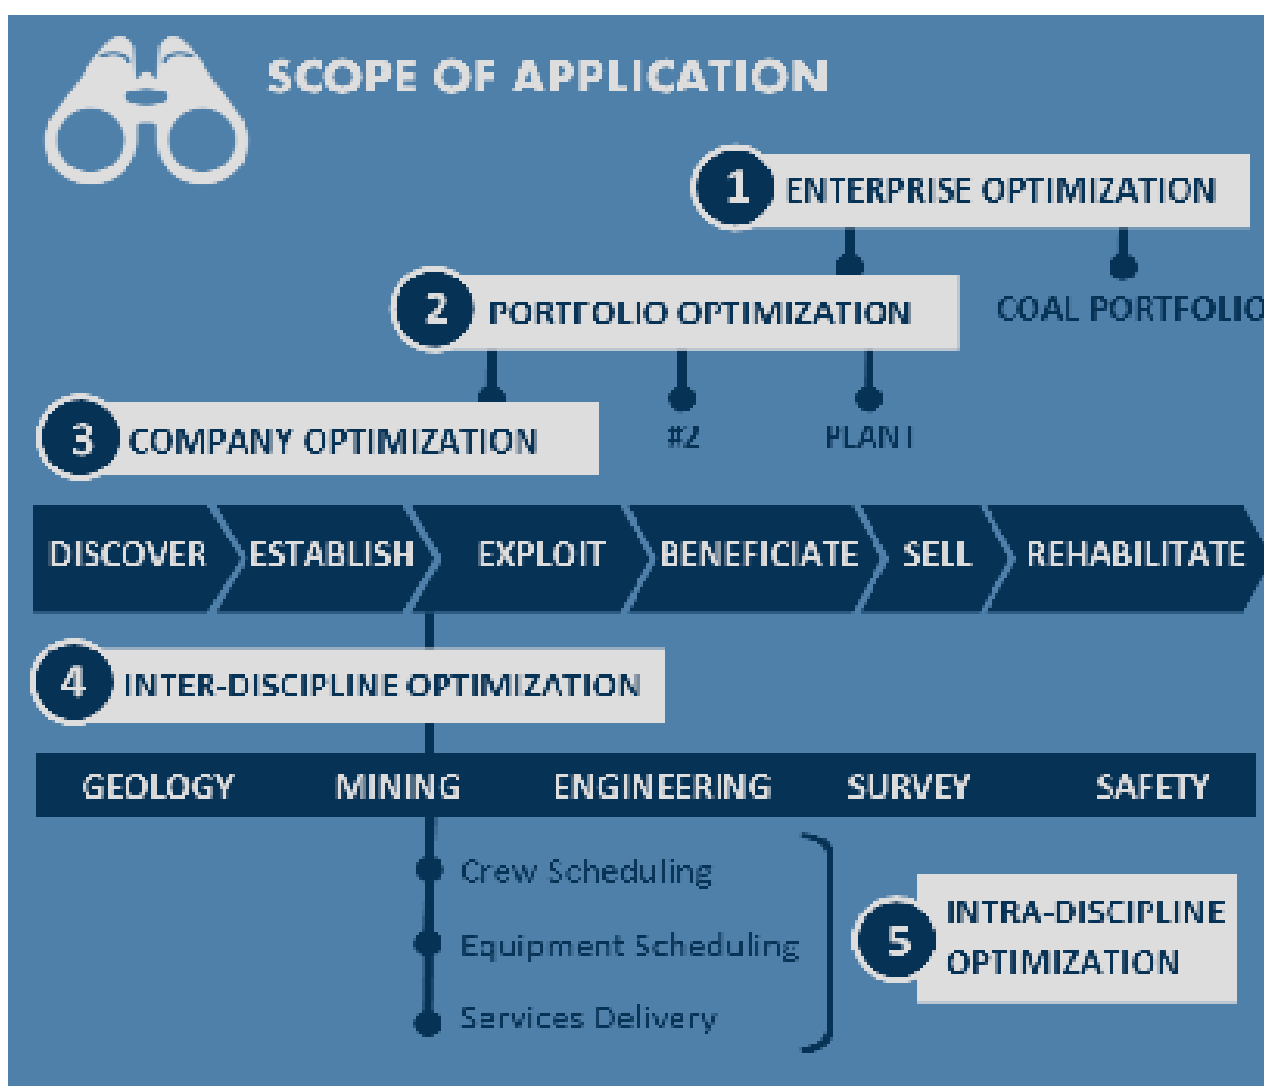 SCOPE OF APPLICATION
1 ENTERPRISE OPTIMIZATION
2 PORTFOLIO OPTIMIZATION
COAL PORTFOLIO
3 COMPANY OPTIMIZATION
#2
PLANT
DISCOVER ESTABLISH EXPLOIT BENEFICIATE SELL REHABILITATE
4 INTER-DISCIPLINE OPTIMIZATION
GEOLOGY MINING ENGINEERING SURVEY SAFETY
Crew Scheduling
Equipment Scheduling
Services Delivery
5 INTRA-DISCIPLINE
OPTIMIZATION